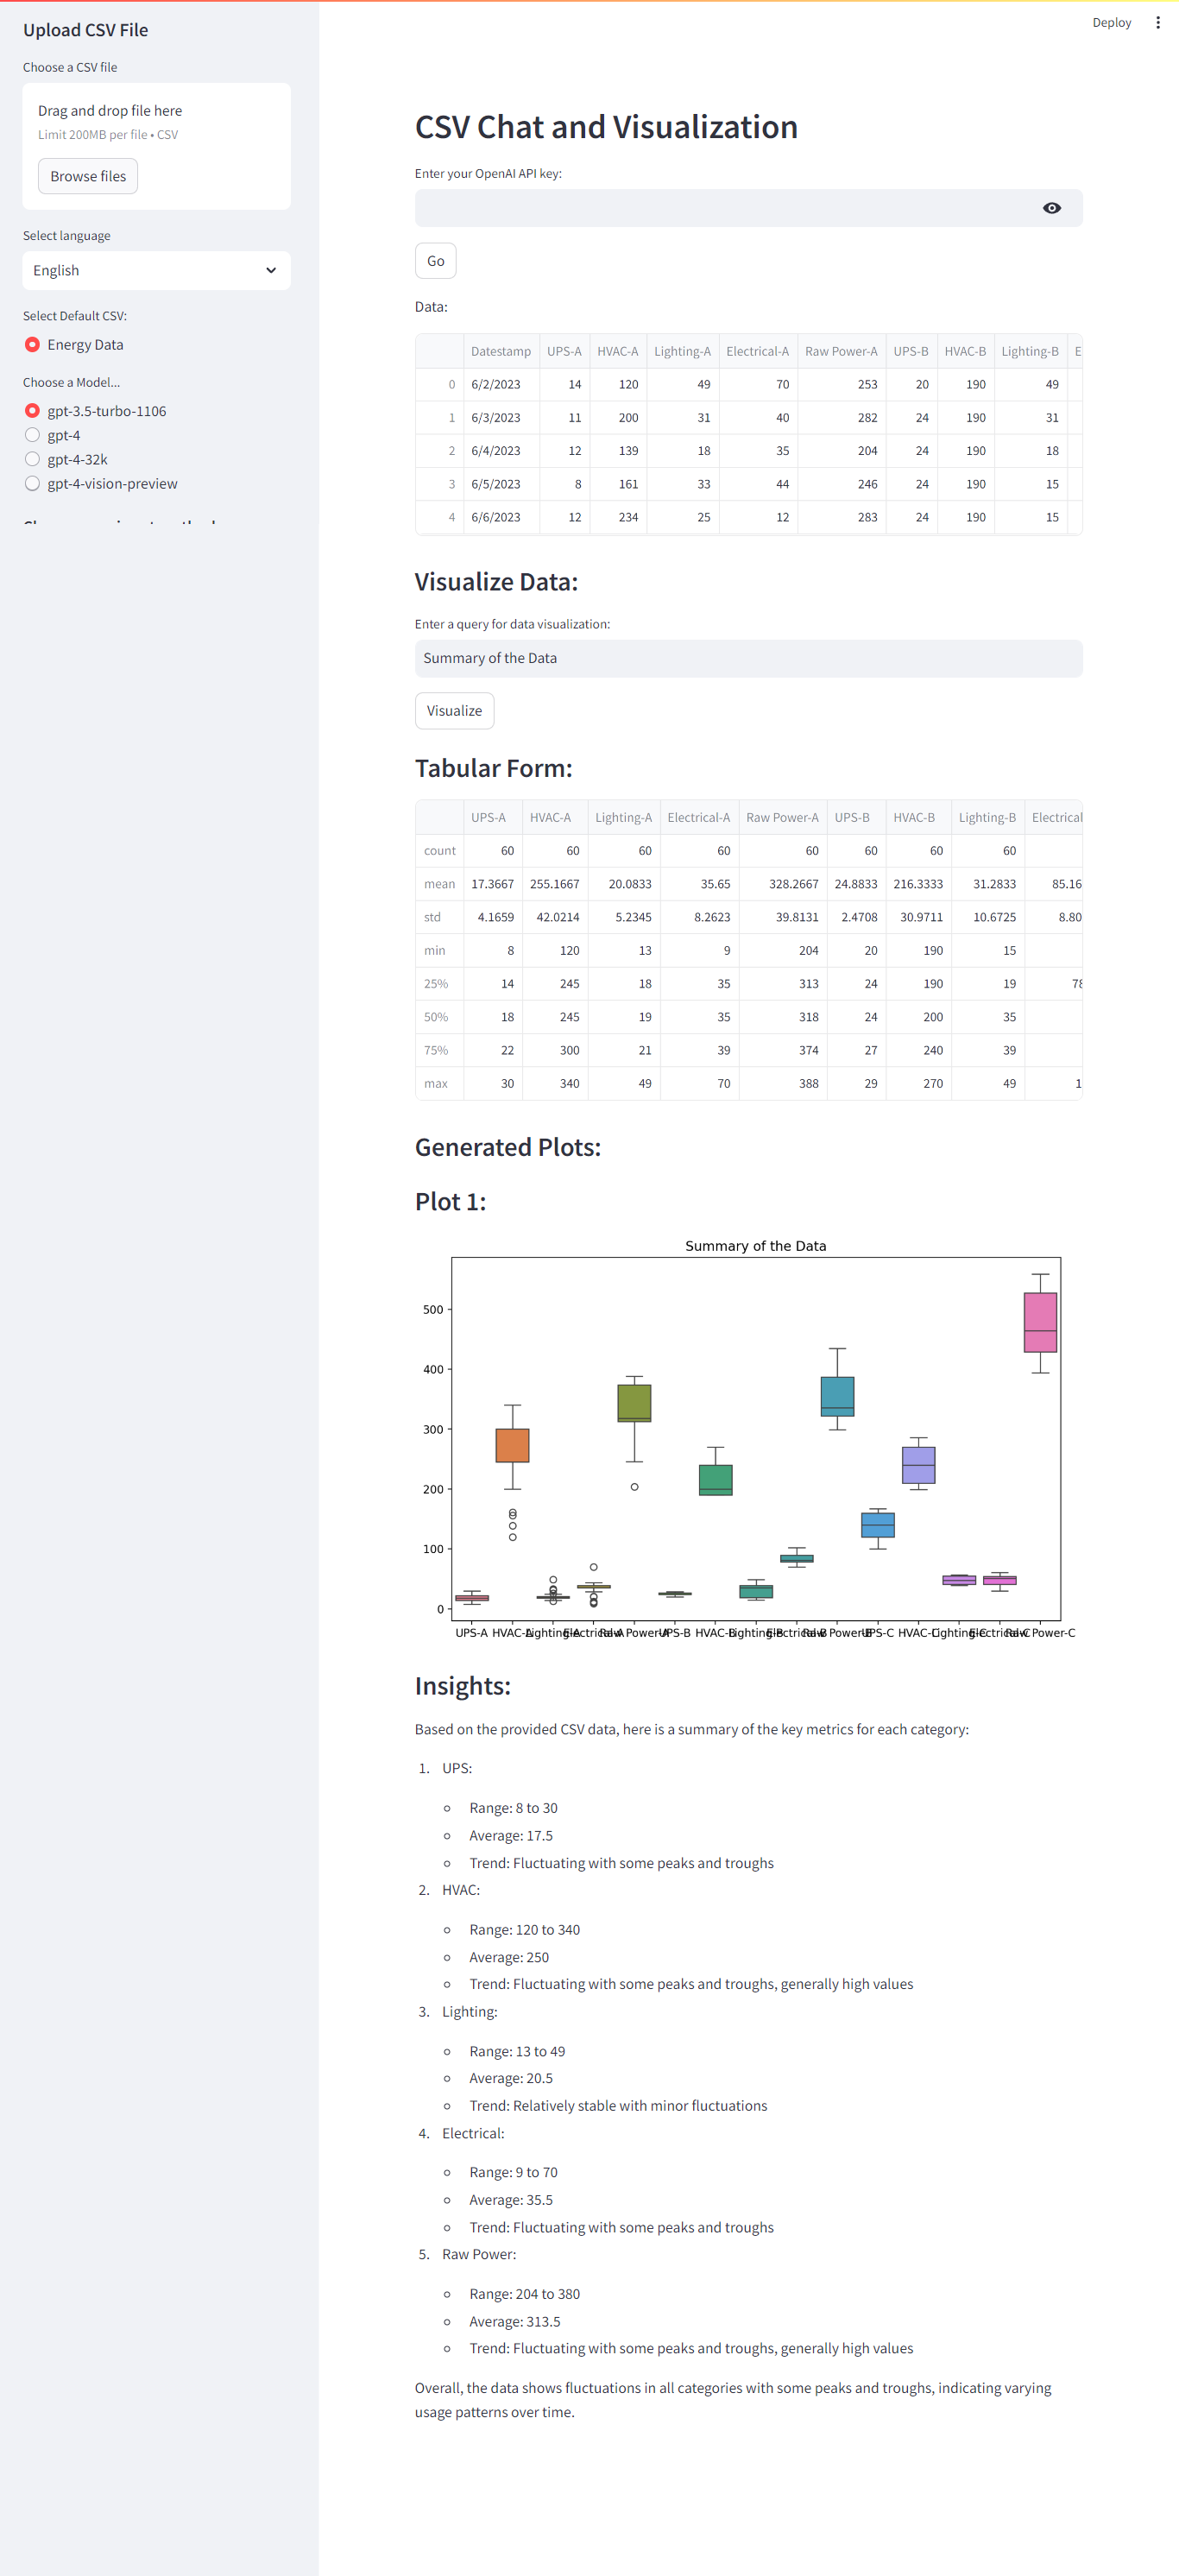 Upload CSV File
Choose a CSV file
Drag and drop file here
Limit 200MB per file • CSV
Browse files
Select language
English
Select Default CSV:
Energy Data
Choose a Model...
gpt-3.5-turbo-1106
gpt-4
gpt-4-32k
gpt-4-vision-preview
Deploy
CSV Chat and Visualization
Enter your OpenAI API key:
Go
Data:
Datestamp UPS-A HVAC-A Lighting-A Electrical-A Raw Power-A UPS-B HVAC-B Lighting-B E
0 6/2/2023 14 120 49 70 253 20 190 49
1 6/3/2023 11 200 31 40 282 24 190 31
2 6/4/2023 12 139 18 35 204 24 190 18
3 6/5/2023 8 161 33 44 246 24 190 15
4 6/6/2023 12 234 25 12 283 24 190 15
Visualize Data:
Enter a query for data visualization:
Summary of the Data
Visualize
Tabular Form:
UPS-A HVAC-A Lighting-A Electrical-A Raw Power-A UPS-B HVAC-B Lighting-B Electrical
count 60 60 60 60 60 60 60 60
mean 17.3667 255.1667 20.0833 35.65 328.2667 24.8833 216.3333 31.2833 85.16
std 4.1659 42.0214 5.2345 8.2623 39.8131 2.4708 30.9711 10.6725 8.80
min 8 120 13 9 204 20 190 15
25% 14 245 18 35 313 24 190 19 78
50% 18 245 19 35 318 24 200 35
75% 22 300 21 39 374 27 240 39
max 30 340 49 70 388 29 270 49 1
Generated Plots:
Plot 1:
Summary of the Data
500
400
300
200
100
0
UPS-A HVAC-A Lighting-A Electrical-A Raw Power-A UPS-B HVAC-B Lighting-B Electrical-B Raw Power-B UPS-C HVAC-C Lighting-C Electrical-C Raw Power-C
Insights:
Based on the provided CSV data, here is a summary of the key metrics for each category:
1. UPS:
Range: 8 to 30
Average: 17.5
Trend: Fluctuating with some peaks and troughs
2. HVAC:
Range: 120 to 340
Average: 250
Trend: Fluctuating with some peaks and troughs, generally high values
3. Lighting:
Range: 13 to 49
Average: 20.5
Trend: Relatively stable with minor fluctuations
4. Electrical:
Range: 9 to 70
Average: 35.5
Trend: Fluctuating with some peaks and troughs
5. Raw Power:
Range: 204 to 380
Average: 313.5
Trend: Fluctuating with some peaks and troughs, generally high values
Overall, the data shows fluctuations in all categories with some peaks and troughs, indicating varying
usage patterns over time.